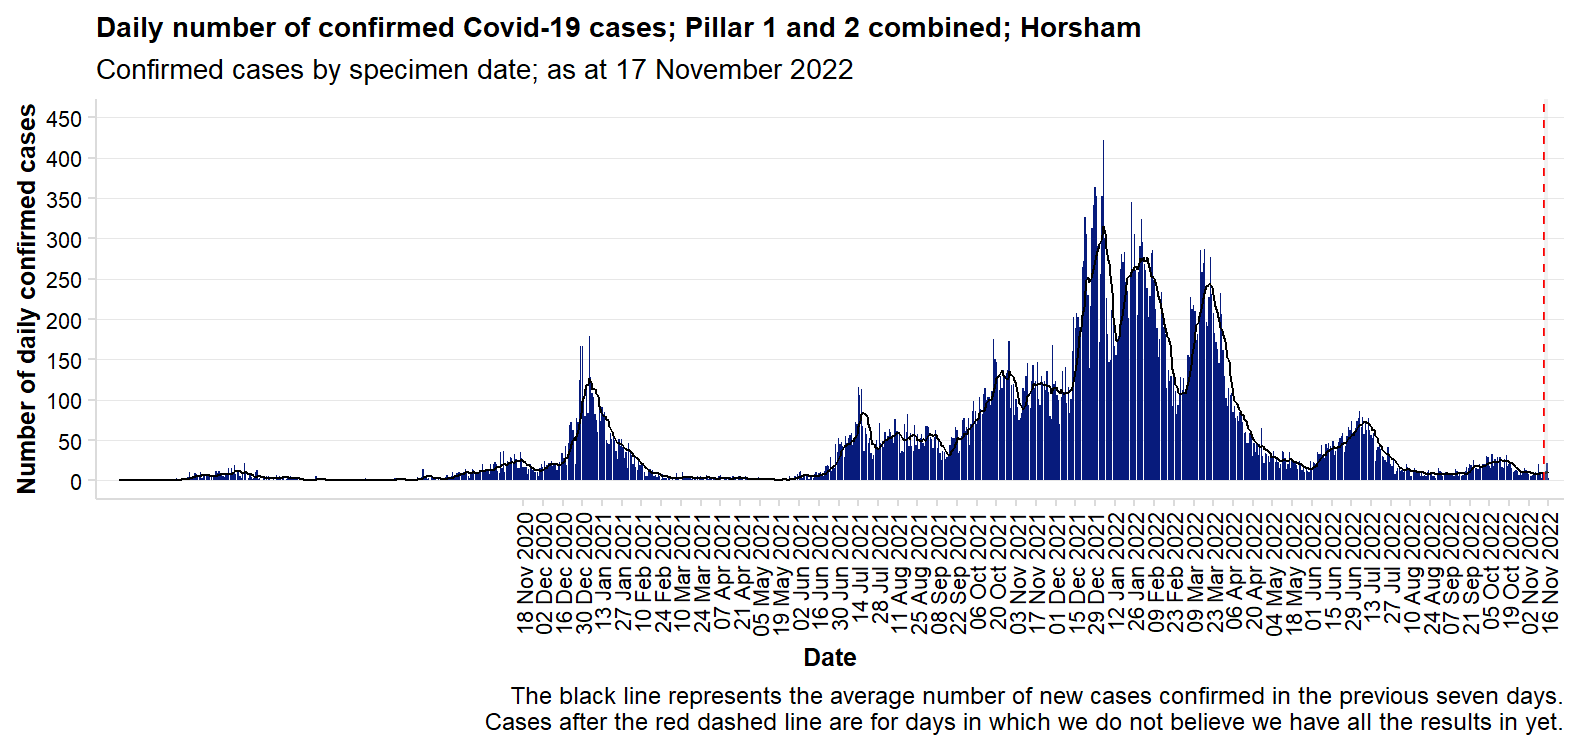 Daily number of confirmed Covid-19 cases; Pillar 1 and 2 combined; Horsham
Confirmed cases by specimen date; as at 17 November 2022
Number of daily confirmed cases
450
400
350
300
250
200
150
100
50
0
18 Nov 2020
02 Dec 2020
16 Dec 2020
30 Dec 2020
13 Jan 2021
27 Jan 2021
10 Feb 2021
24 Feb 2021
10 Mar 2021
24 Mar 2021
07 Apr 2021
21 Apr 2021
05 May 2021
19 May 2021
02 Jun 2021
16 Jun 2021
30 Jun 2021
14 Jul 2021
28 Jul 2021
11 Aug 2021
25 Aug 2021
08 Sep 2021
22 Sep 2021
06 Oct 2021
20 Oct 2021
03 Nov 2021
17 Nov 2021
01 Dec 2021
15 Dec 2021
29 Dec 2021
12 Jan 2022
26 Jan 2022
09 Feb 2022
23 Feb 2022
09 Mar 2022
23 Mar 2022
06 Apr 2022
20 Apr 2022
04 May 2022
18 May 2022
01 Jun 2022
15 Jun 2022
29 Jun 2022
13 Jul 2022
27 Jul 2022
10 Aug 2022
24 Aug 2022
07 Sep 2022
21 Sep 2022
05 Oct 2022
19 Oct 2022
02 Nov 2022
16 Nov 2022
Date
The black line represents the average number of new cases confirmed in the previous seven days.
Cases after the red dashed line are for days in which we do not believe we have all the results in yet.